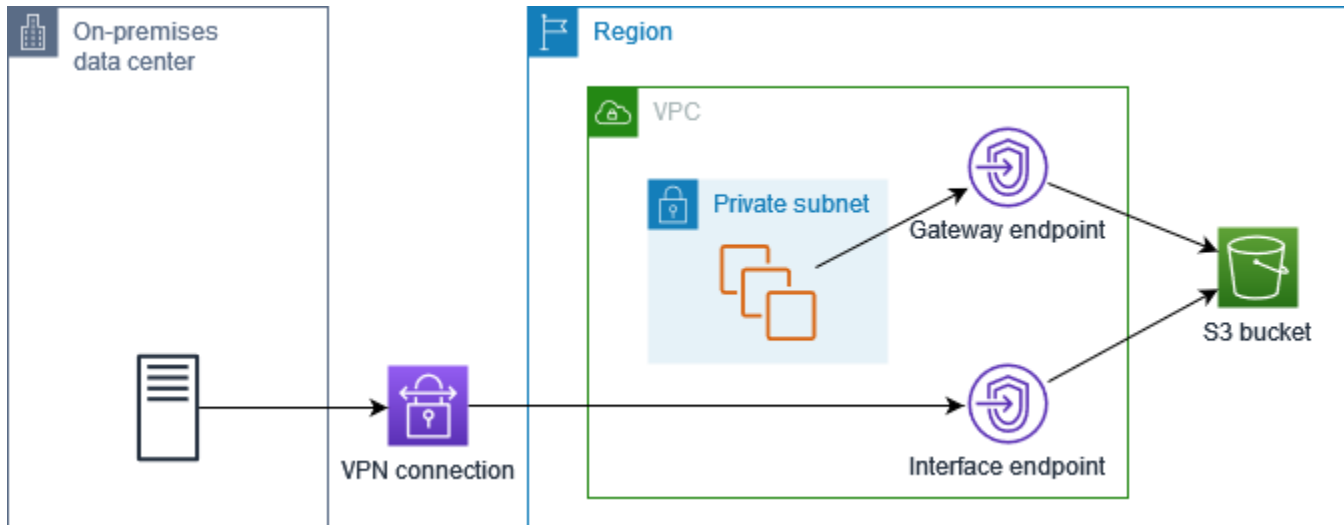 On-premises
data center
Region
VPC
Private subnet
Gateway endpoint
S3 bucket
VPN connection
Interface endpoint